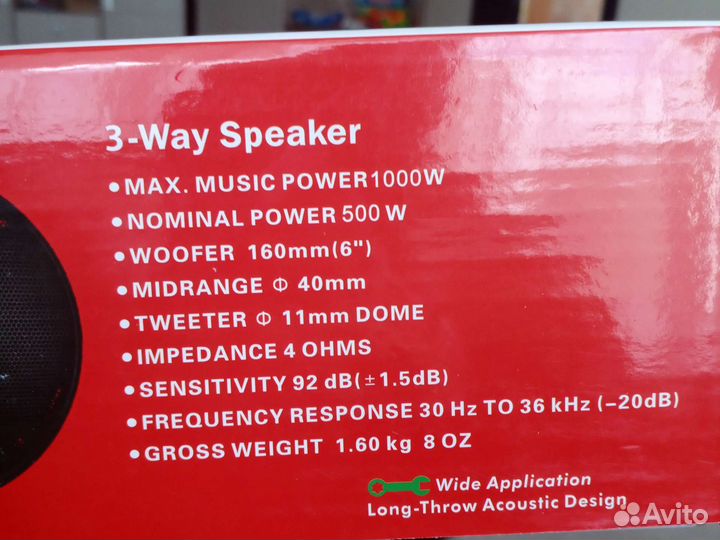 3-Way Speaker
•MAX. MUSIC POWER1000W
•NOMINAL POWER 500 W
•WOOFER 160mm(6")
•MIDRANGE Φ 40mm
•TWEETER Φ 11mm DOME
•IMPEDANCE 4 OHMS
•SENSITIVITY 92 dB(±1.5dB)
•FREQUENCY RESPONSE 30 Hz TO 36 kHz (-20dB)
•GROSS WEIGHT 1.60 kg 8 OZ
Wide Application
Long-Throw Acoustic Design
Avito